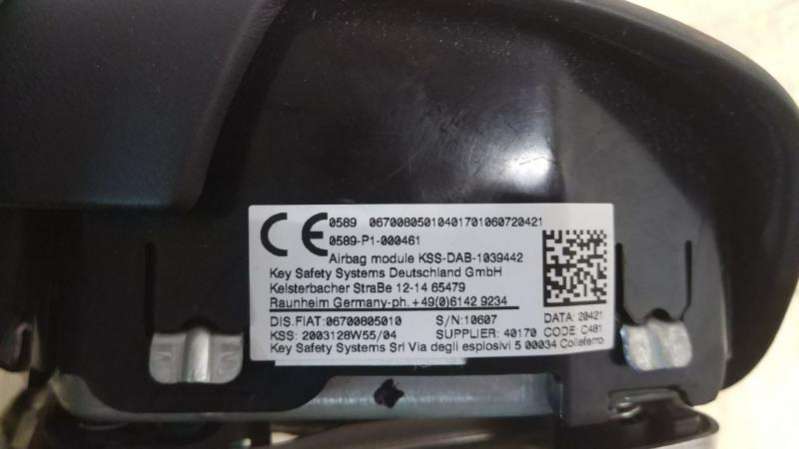 CE 0589 06700805010401701060720421
0589-P1-000461
Airbag module KSS-DAB-1039442
Key Safety Systems Deutschland GmbH
Kelsterbacher StraBe 12-14 65479
Raunheim Germany-ph. +49(0)6142 9234
DIS.FIAT:06700805010 S/N:10607 DATA: 20421
KSS: 2003128W55/04 SUPPLIER: 40170 CODE C401
Key Safety Systems Srl Via degli esplosivi 5 00034 Colleferro